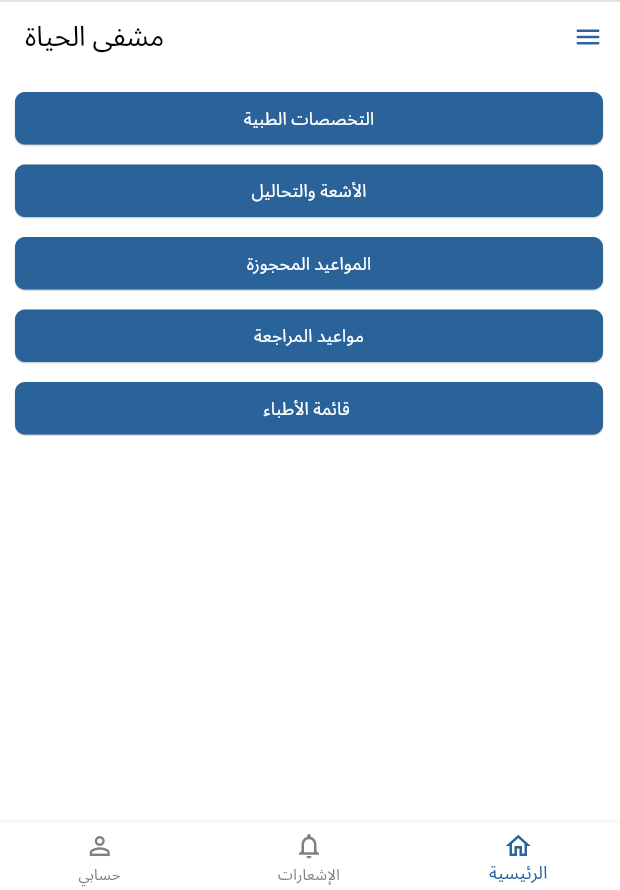 مشفى الحياة
التخصصات الطبية
الأشعة والتحاليل
المواعيد المحجوزة
مواعيد المراجعة
قائمة الأطباء
الرئيسية
الإشعارات
حسابي